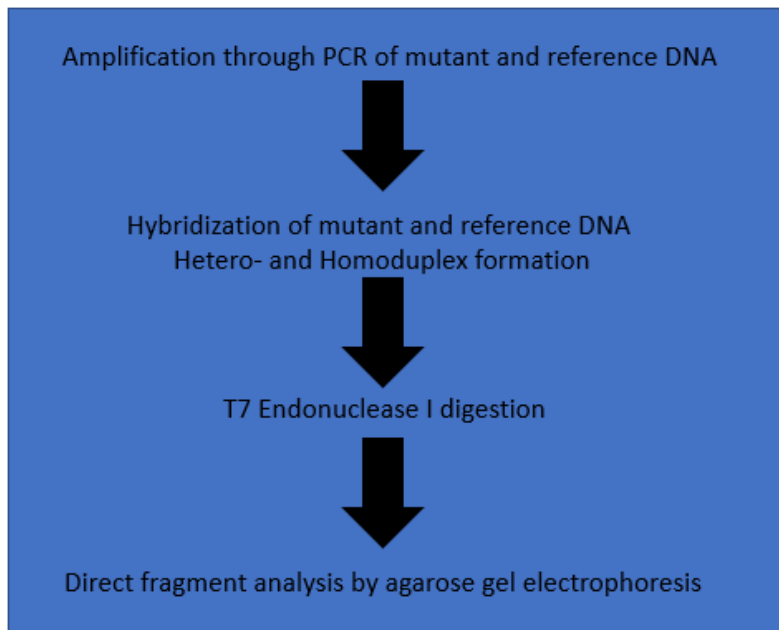 Amplification through PCR of mutant and reference DNA
Hybridization of mutant and reference DNA
Hetero- and Homoduplex formation
T7 Endonuclease I digestion
Direct fragment analysis by agarose gel electrophoresis